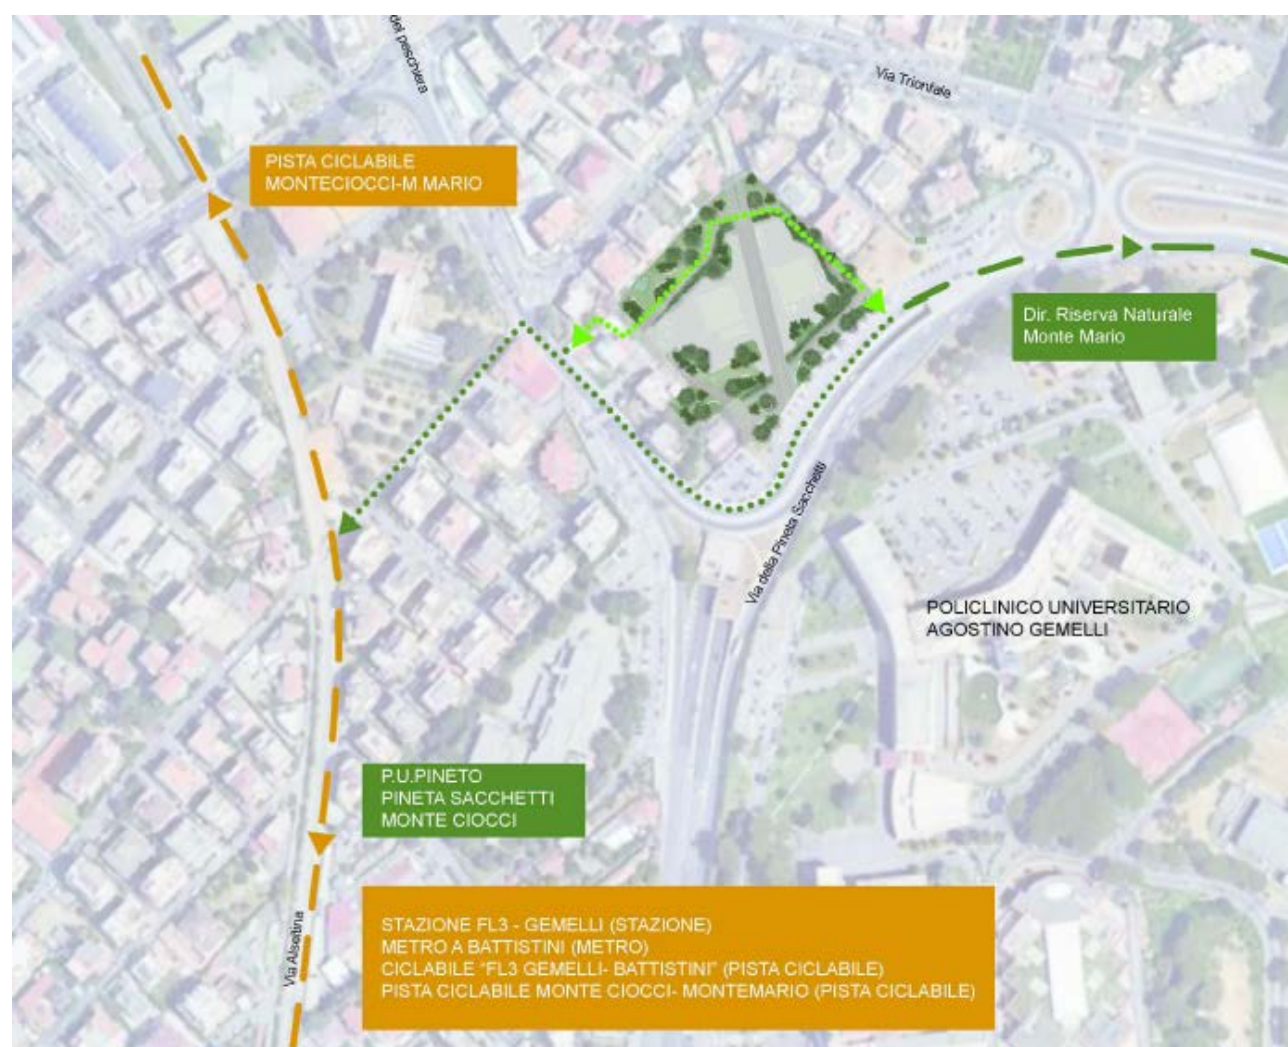 del peschiera
Via Trionfale
PISTA CICLABILE
MONTECIOCCI-M.MARIO
Dir. Riserva Naturale
Monte Mario
Via della Pineta Sacchetti
POLICLINICO UNIVERSITARIO
AGOSTINO GEMELLI
P.U.PINETO
PINETA SACCHETTI
MONTE CIOCCI
Via Alseitina
STAZIONE FL3 - GEMELLI (STAZIONE)
METRO A BATTISTINI (METRO)
CICLABILE "FL3 GEMELLI- BATTISTINI" (PISTA CICLABILE)
PISTA CICLABILE MONTE CIOCCI- MONTEMARIO (PISTA CICLABILE)